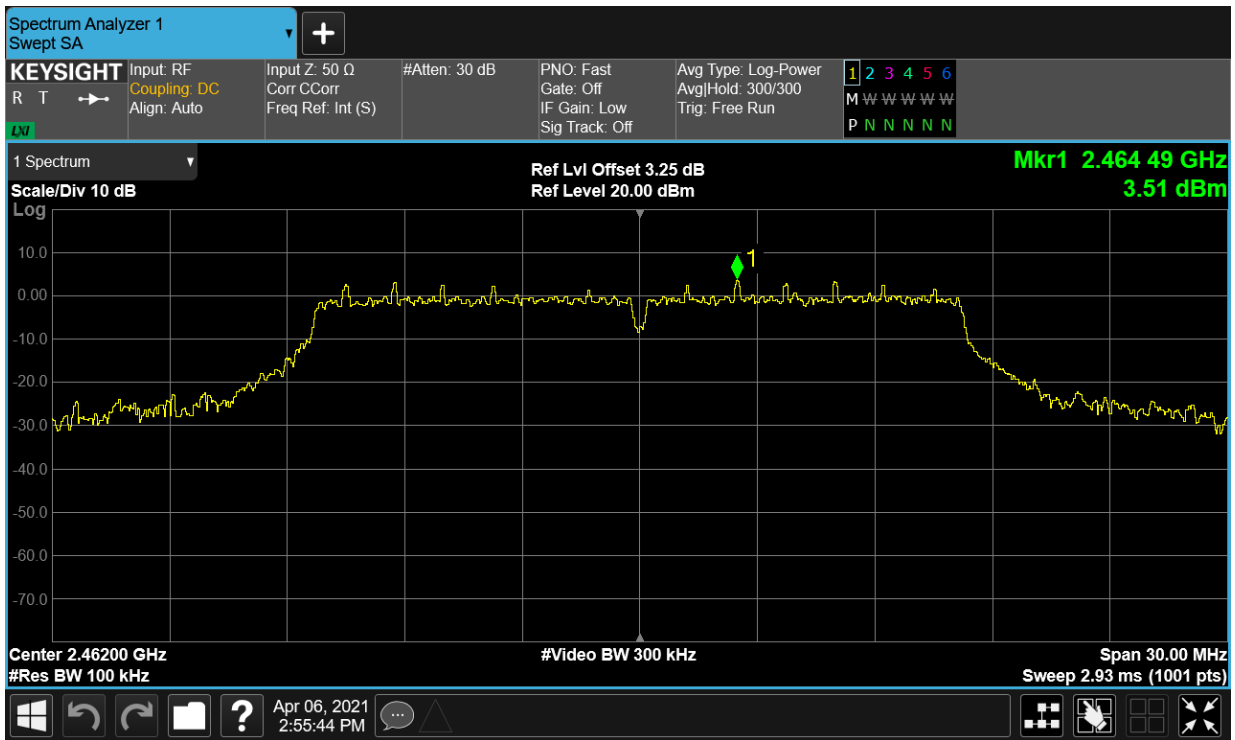 Spectrum Analyzer 1
Swept SA
KEYSIGHT
R T
LXI
Input: RF
Coupling: DC
Align: Auto
Input Z: 50 Ω
Corr CCorr
Freq Ref: Int (S)
#Atten: 30 dB
PNO: Fast
Gate: Off
IF Gain: Low
Sig Track: Off
Avg Type: Log-Power
Avg|Hold: 300/300
Trig: Free Run
1 2 3 4 5 6
M W W W W W
P N N N N N
1 Spectrum
Scale/Div 10 dB
Log
Ref Lvl Offset 3.25 dB
Ref Level 20.00 dBm
Mkr1 2.464 49 GHz
3.51 dBm
1
10.0
0.00
-10.0
-20.0
-30.0
-40.0
-50.0
-60.0
-70.0
Center 2.46200 GHz
#Res BW 100 kHz
#Video BW 300 kHz
Span 30.00 MHz
Sweep 2.93 ms (1001 pts)
?
Apr 06, 2021
2:55:44 PM